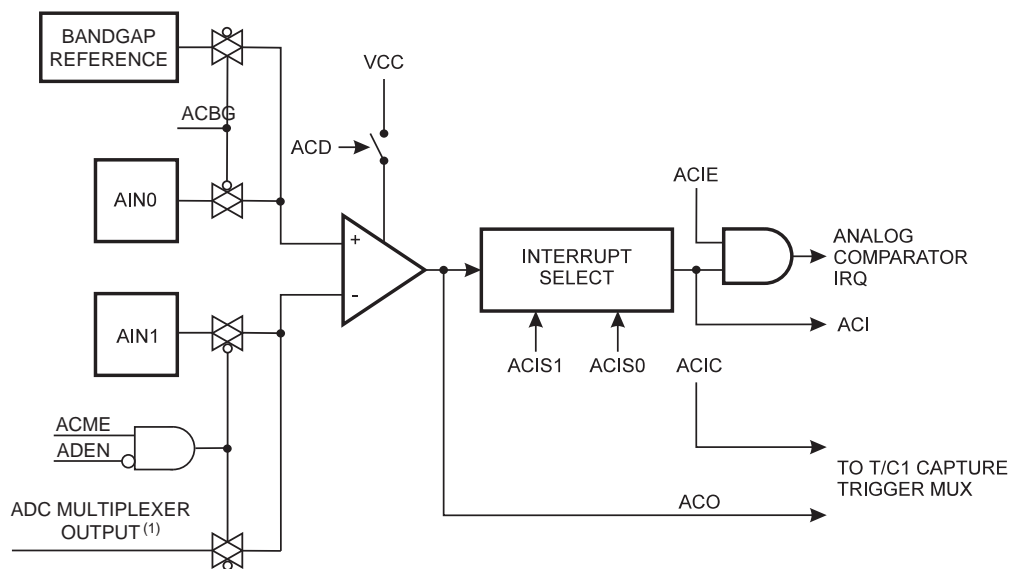 BANDGAP
REFERENCE
VCC
ACBG
ACD
AIN0
ACIE
+
INTERRUPT
SELECT
ANALOG
COMPARATOR
IRQ
-
AIN1
ACI
ACIS1
ACIS0
ACIC
ACME
ADEN
TO T/C1 CAPTURE
TRIGGER MUX
ADC MULTIPLEXER
OUTPUT (1)
ACO